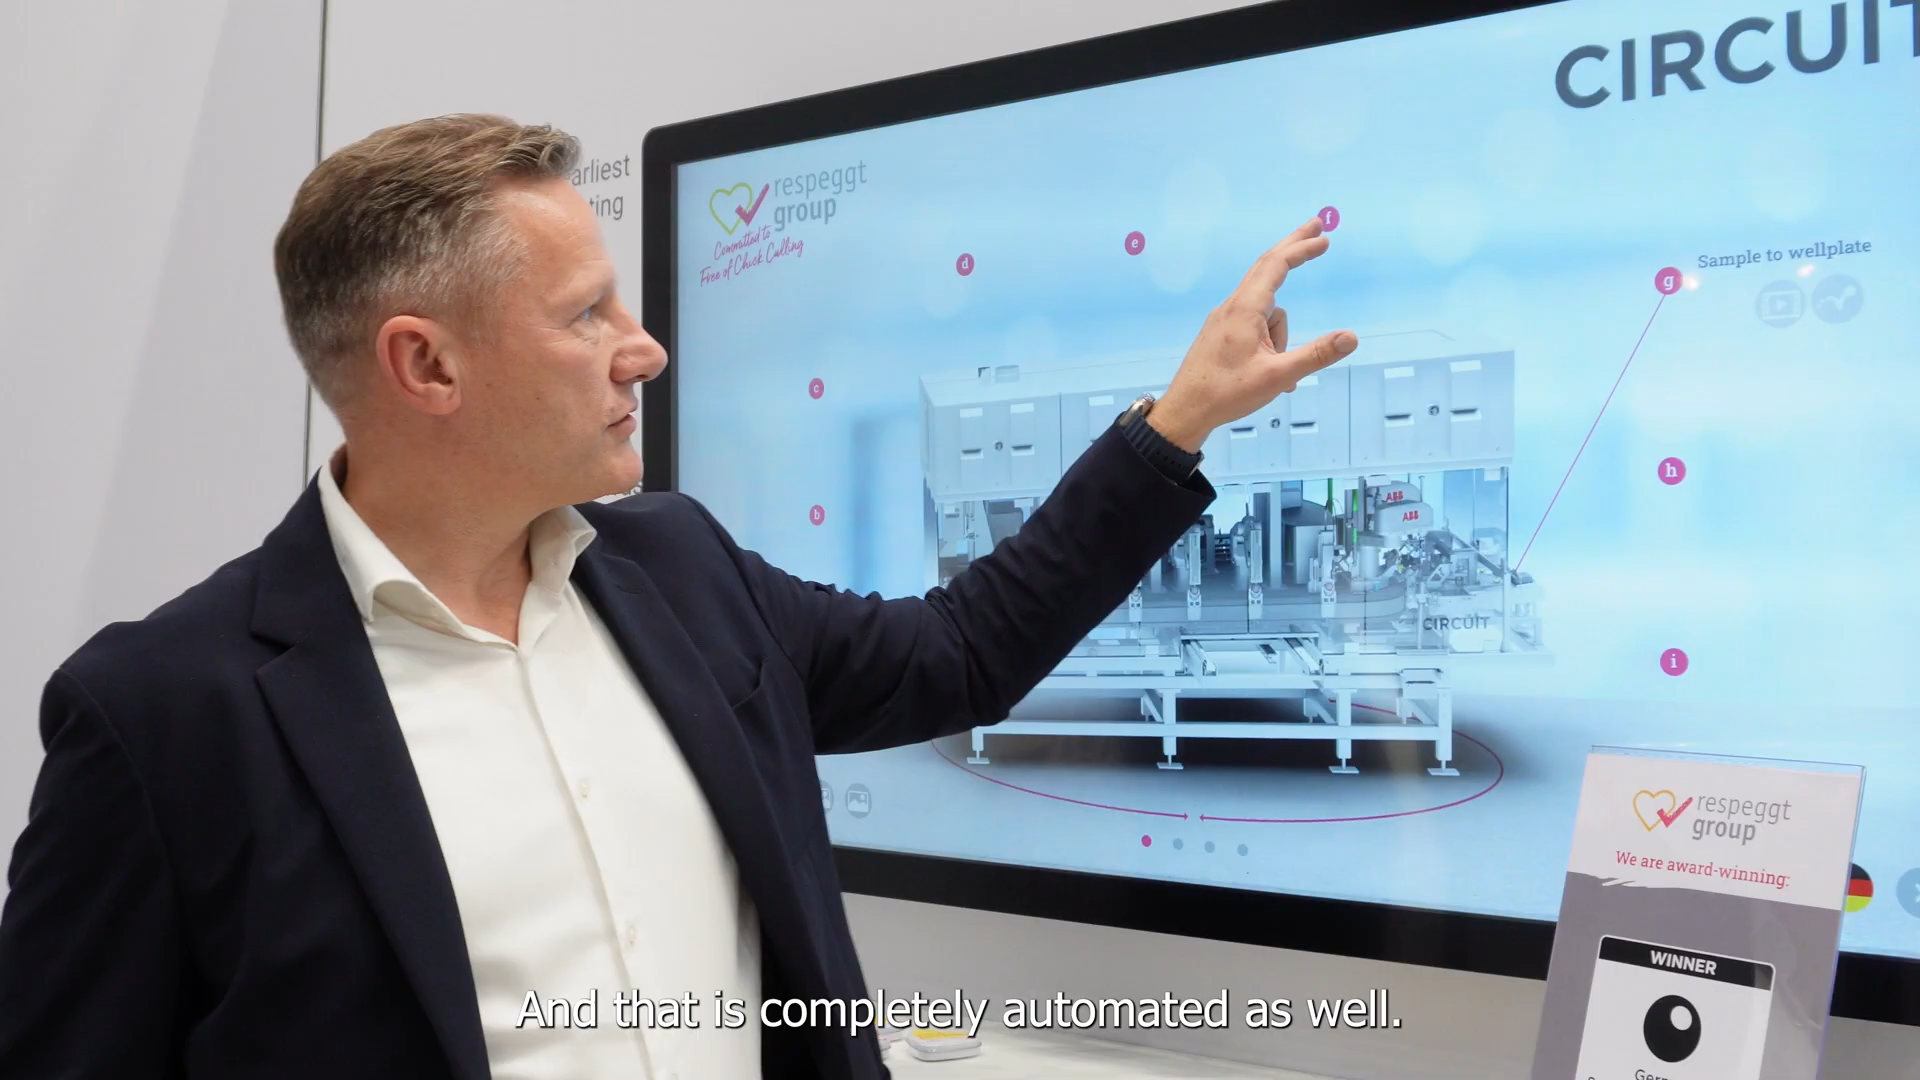 arliest
ting
CIRCUIT
respeggt
group
Committed to
Free of Chick Culling
d
e
f
g
Sample to wellplate
c
b
h
i
ABB
ABB
CIRCUIT
respeggt
group
We are award-winning:
WINNER
Ger
And that is completely automated as well.